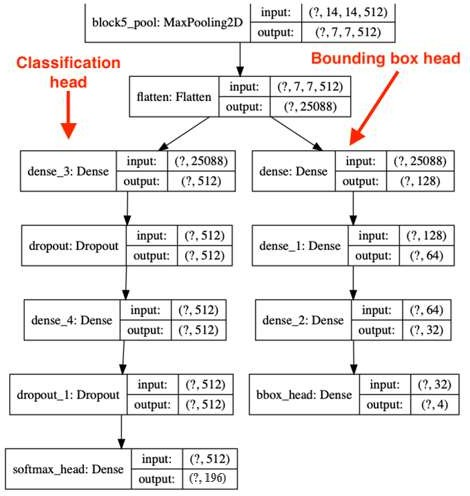 block5_pool: MaxPooling2D
input: (?, 14, 14, 512)
output: (?, 7, 7, 512)
Classification
head
Bounding box head
flatten: Flatten
input: (?, 7, 7, 512)
output: (?, 25088)
dense_3: Dense
input: (?, 25088)
output: (?, 512)
dense: Dense
input: (?, 25088)
output: (?, 128)
dropout: Dropout
input: (?, 512)
output: (?, 512)
dense_1: Dense
input: (?, 128)
output: (?, 64)
dense_4: Dense
input: (?, 512)
output: (?, 512)
dense_2: Dense
input: (?, 64)
output: (?, 32)
dropout_1: Dropout
input: (?, 512)
output: (?, 512)
bbox_head: Dense
input: (?, 32)
output: (?, 4)
softmax_head: Dense
input: (?, 512)
output: (?, 196)